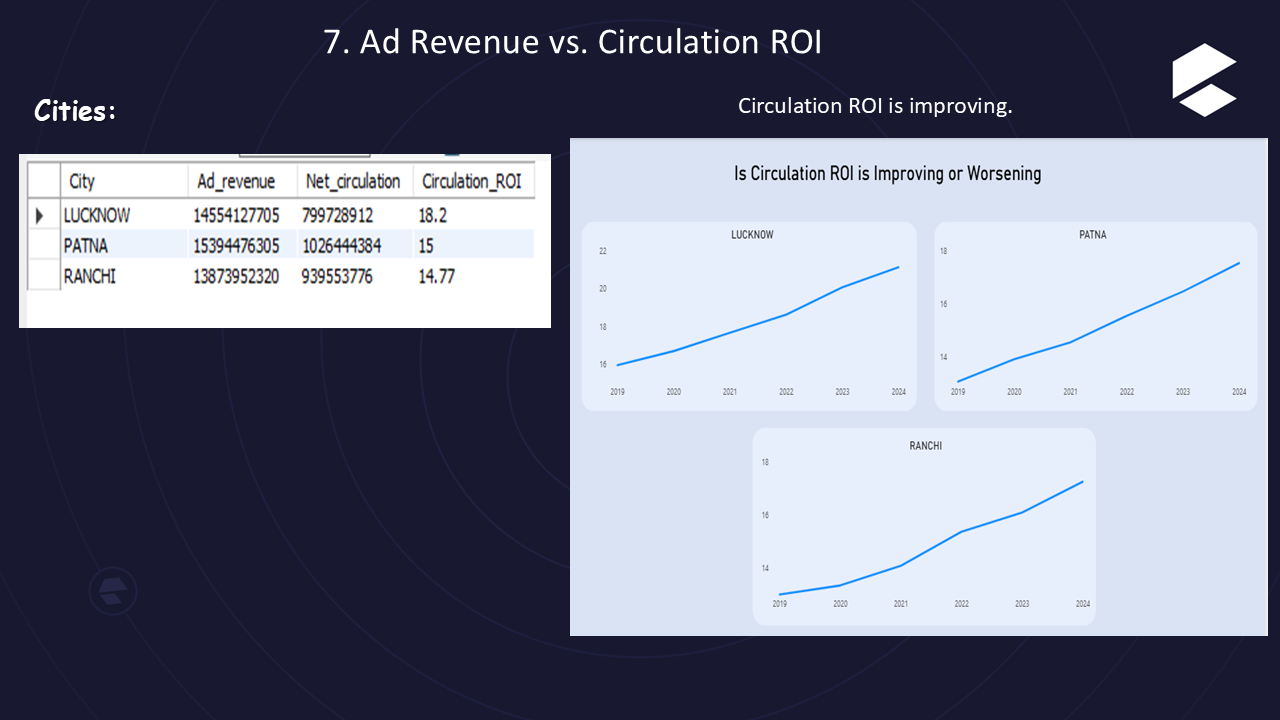 7. Ad Revenue vs. Circulation ROI
Cities:
City Ad_revenue Net_circulation Circulation_ROI
LUCKNOW 14554127705 799728912 18.2
PATNA 15394476305 1026444384 15
RANCHI 13873952320 939553776 14.77
Circulation ROI is improving.
Is Circulation ROI is Improving or Worsening
LUCKNOW
22
20
18
16
2019 2020 2021 2022 2023 2024
PATNA
18
16
14
2019 2020 2021 2022 2023 2024
RANCHI
18
16
14
2019 2020 2021 2022 2023 2024